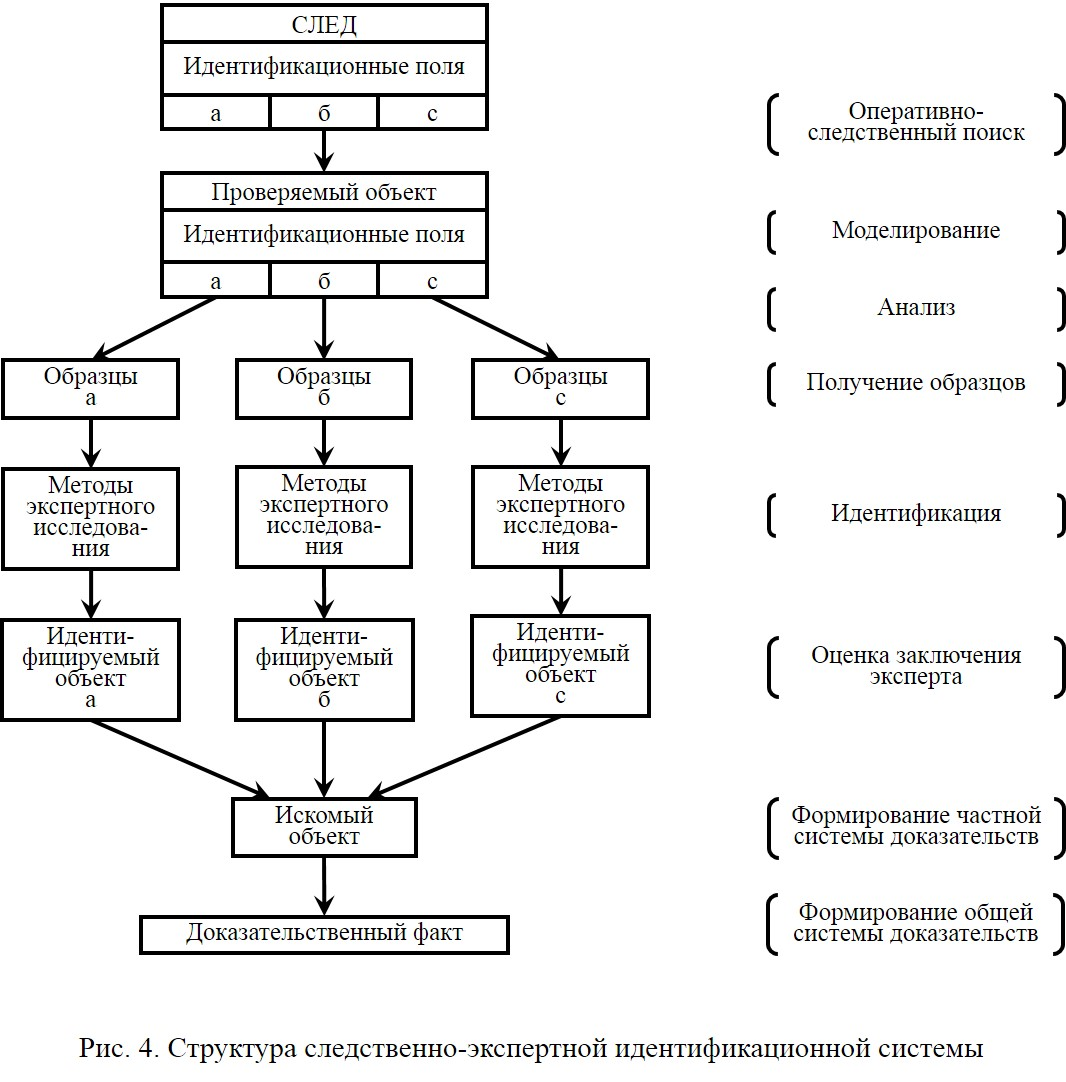 СЛЕД
Идентификационные поля
а
б
с
Оперативно-
следственный поиск
Проверяемый объект
Идентификационные поля
а
б
с
Моделирование
Анализ
Образцы
а
Образцы
б
Образцы
с
Получение образцов
Методы
экспертного
исследова-
ния
Методы
экспертного
исследова-
ния
Методы
экспертного
исследова-
ния
Идентификация
Иденти-
фицируемый
объект
а
Иденти-
фицируемый
объект
б
Иденти-
фицируемый
объект
с
Оценка заключения
эксперта
Искомый
объект
Формирование частной
системы доказательств
Доказательственный факт
Формирование общей
системы доказательств
Рис. 4. Структура следственно-экспертной идентификационной системы